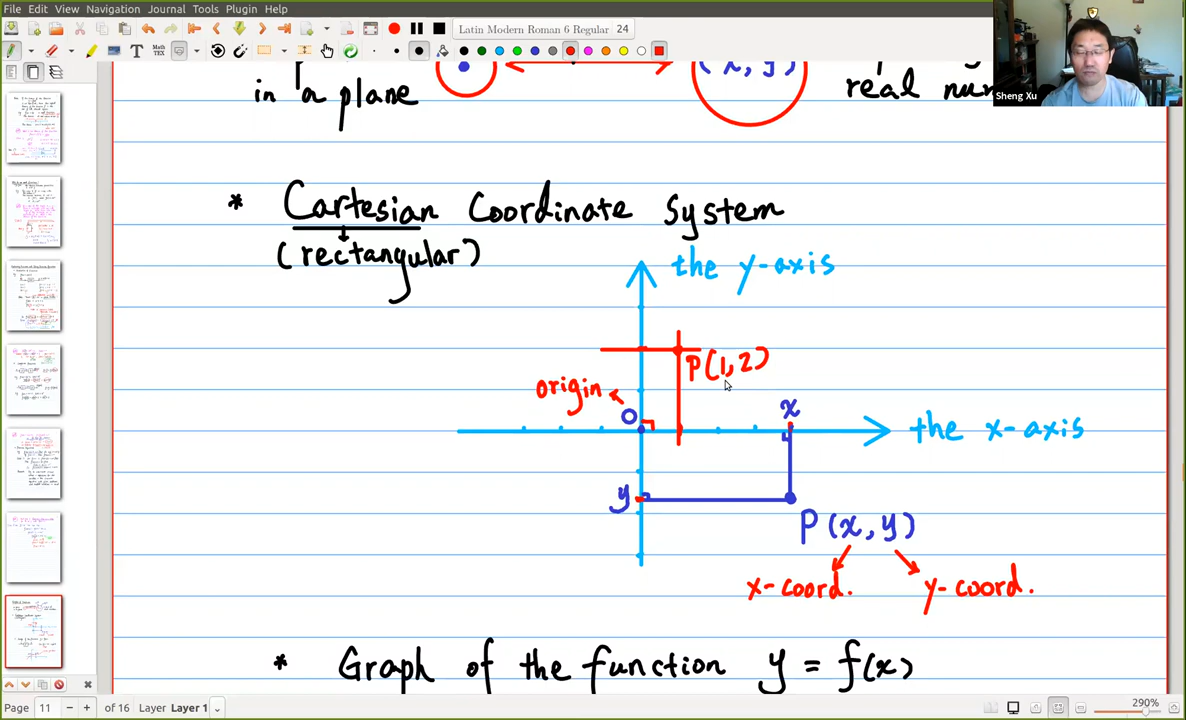 File Edit View Journal Tools Plugin Help
Latin Modern Roman 6 Regular 24
T Math TEX
Sheng Xu
in a plane
(x, y)
real num
* Cartesian Coordinate System
(rectangular)
the y-axis
P(1,2)
origin
O
x
the x-axis
y
P (x, y)
x-coord.
y-coord.
* Graph of the function y = f(x)
Page 11 of 16 Layer Layer 1
290%